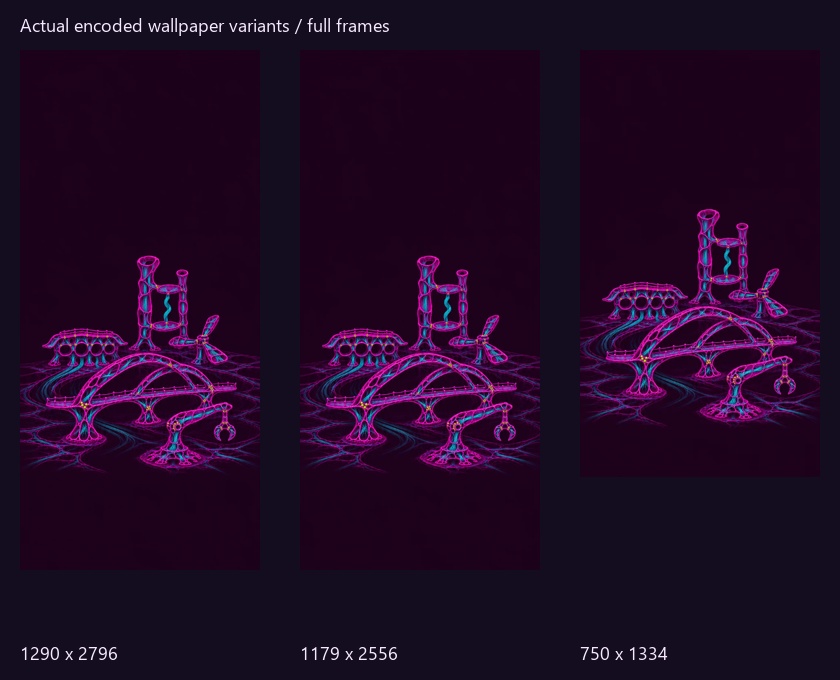 Actual encoded wallpaper variants / full frames
1290 x 2796
1179 x 2556
750 x 1334